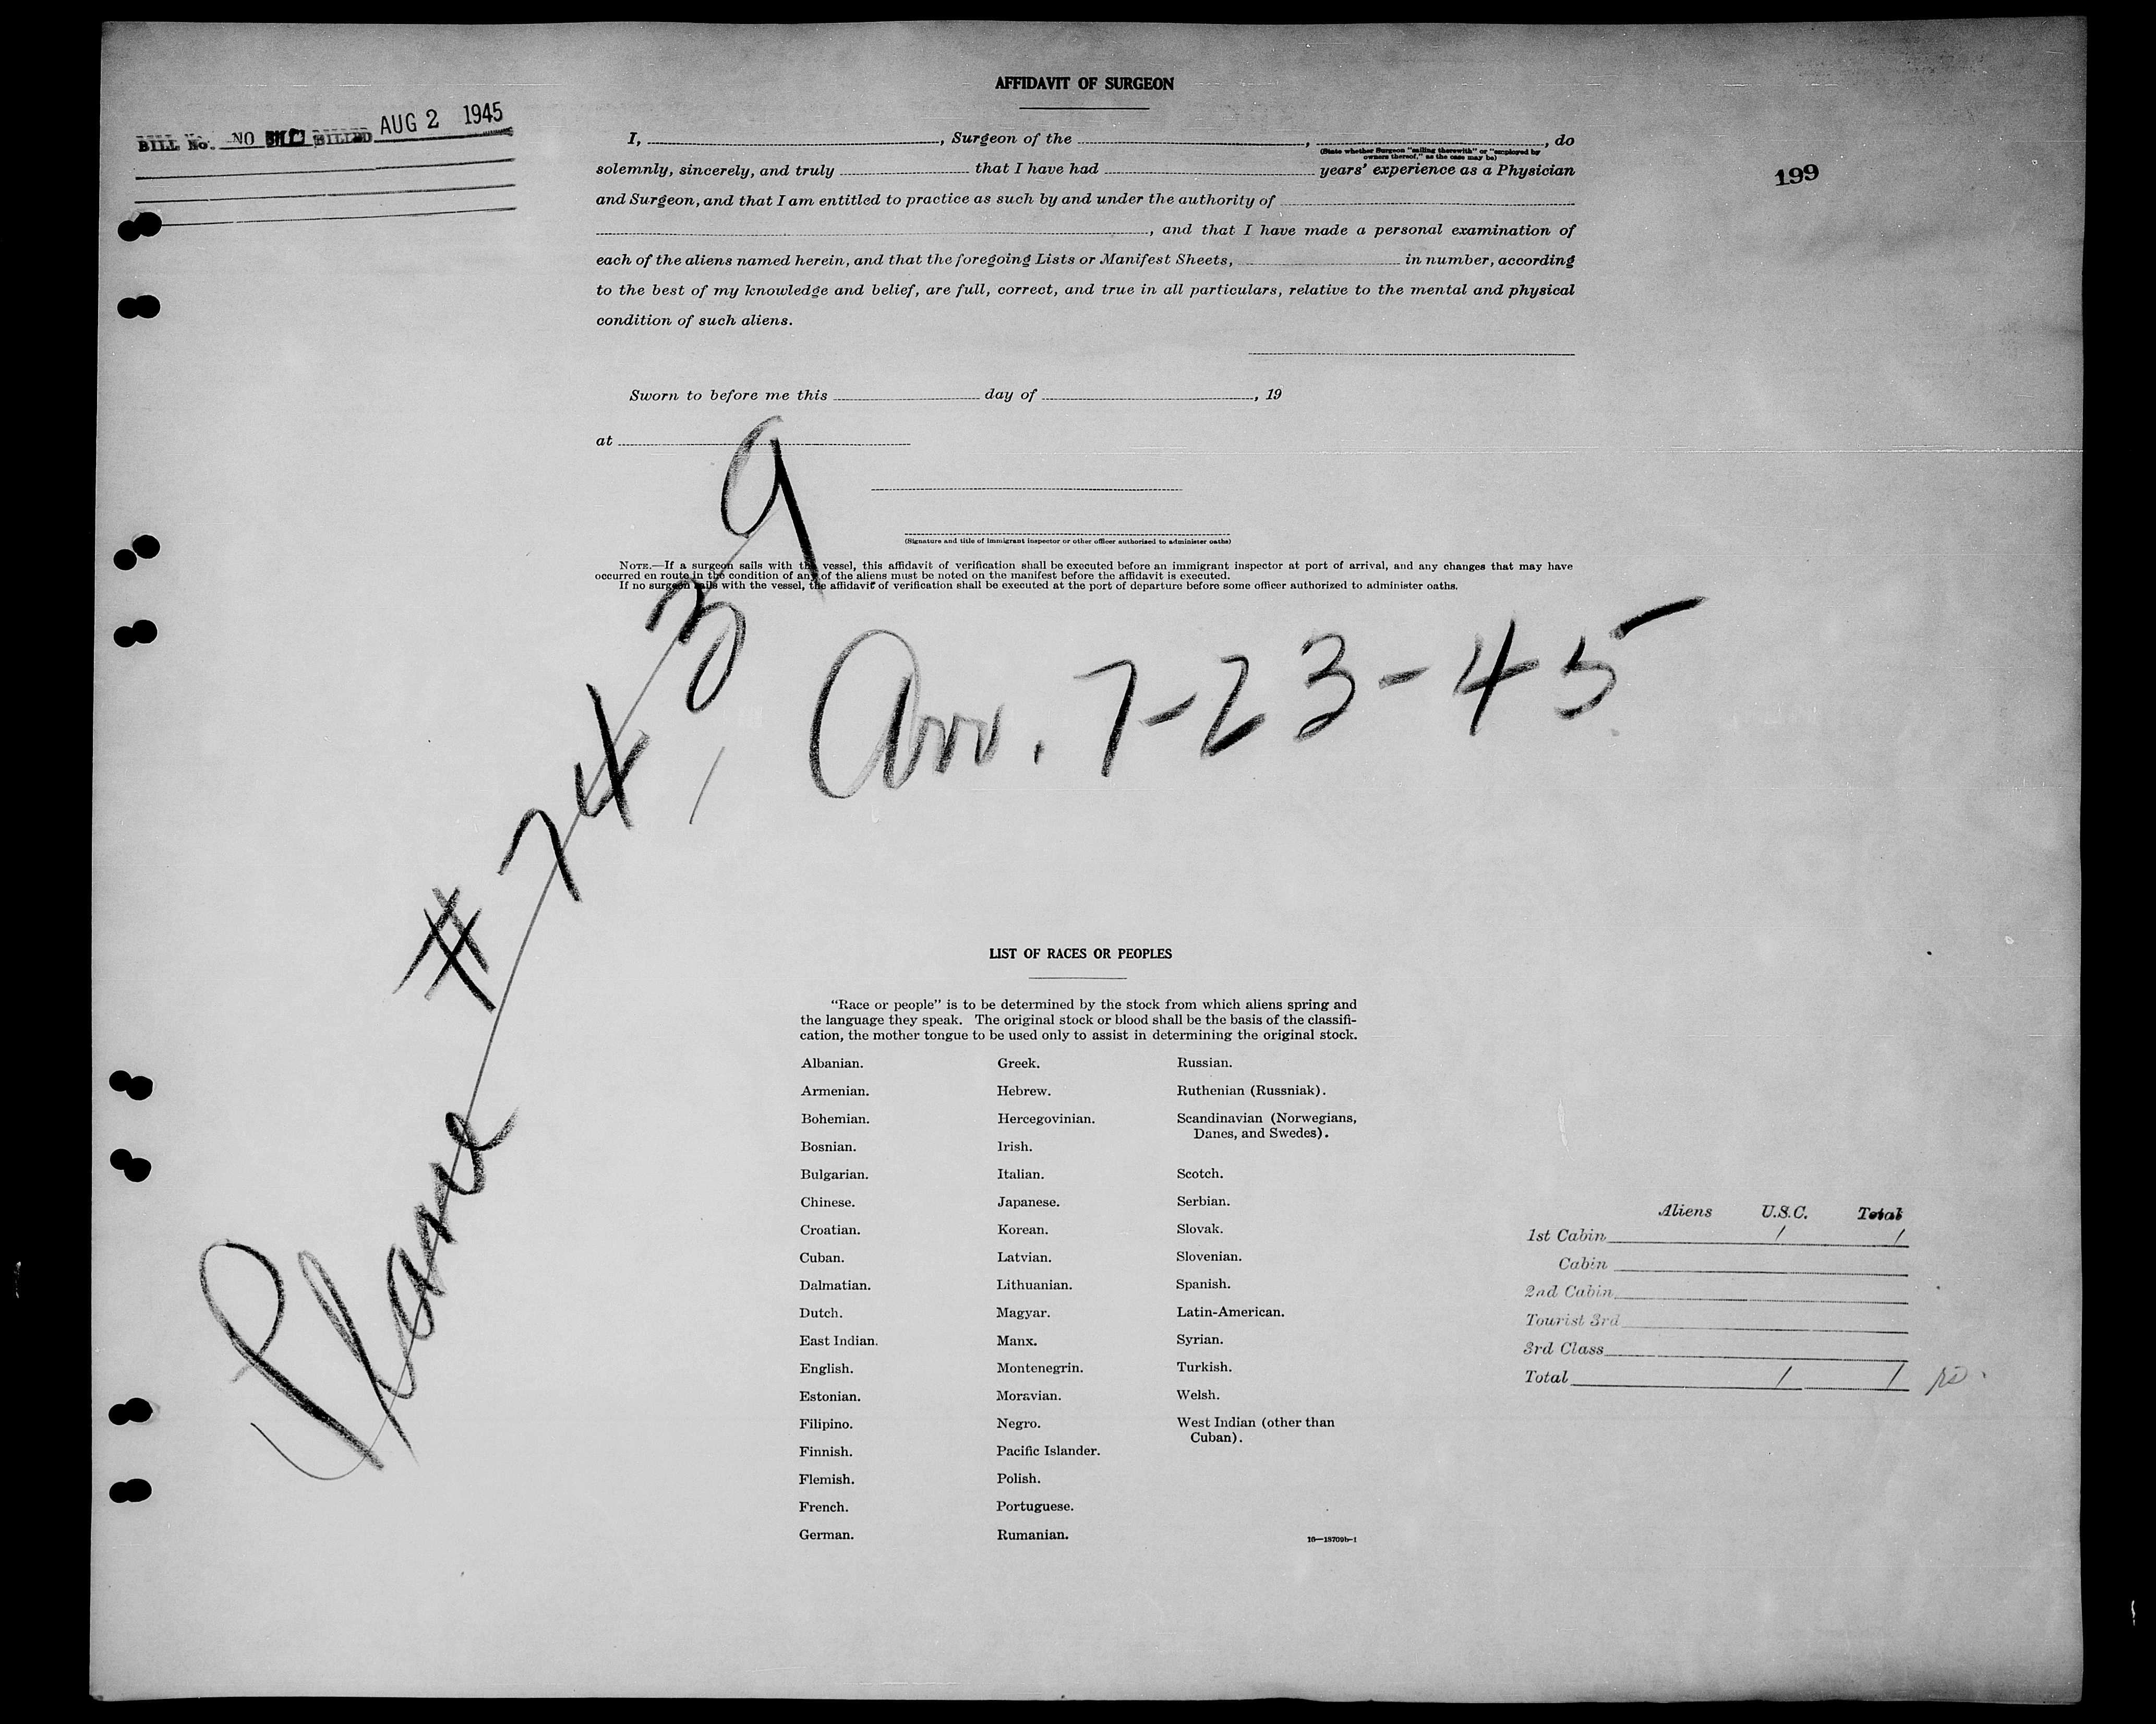 AFFIDAVIT OF SURGEON
BILL No. NO BILL BILLED AUG 2 1945
199
I, , Surgeon of the , , do
(State whether Surgeon "sailing therewith" or "employed by
owners thereof," as the case may be)
solemnly, sincerely, and truly that I have had years' experience as a Physician
and Surgeon, and that I am entitled to practice as such by and under the authority of
, and that I have made a personal examination of
each of the aliens named herein, and that the foregoing Lists or Manifest Sheets, in number, according
to the best of my knowledge and belief, are full, correct, and true in all particulars, relative to the mental and physical
condition of such aliens.
Sworn to before me this day of , 19
at
(Signature and title of immigrant inspector or other officer authorized to administer oaths)
NOTE.—If a surgeon sails with the vessel, this affidavit of verification shall be executed before an immigrant inspector at port of arrival, and any changes that may have
occurred en route in the condition of any of the aliens must be noted on the manifest before the affidavit is executed.
If no surgeon sails with the vessel, the affidavit of verification shall be executed at the port of departure before some officer authorized to administer oaths.
Plane # 7439,
Arr. 7-23-45
LIST OF RACES OR PEOPLES
"Race or people" is to be determined by the stock from which aliens spring and
the language they speak. The original stock or blood shall be the basis of the classifi-
cation, the mother tongue to be used only to assist in determining the original stock.
Albanian.
Armenian.
Bohemian.
Bosnian.
Bulgarian.
Chinese.
Croatian.
Cuban.
Dalmatian.
Dutch.
East Indian.
English.
Estonian.
Filipino.
Finnish.
Flemish.
French.
German.
Greek.
Hebrew.
Hercegovinian.
Irish.
Italian.
Japanese.
Korean.
Latvian.
Lithuanian.
Magyar.
Manx.
Montenegrin.
Moravian.
Negro.
Pacific Islander.
Polish.
Portuguese.
Rumanian.
Russian.
Ruthenian (Russniak).
Scandinavian (Norwegians,
Danes, and Swedes).
Scotch.
Serbian.
Slovak.
Slovenian.
Spanish.
Latin-American.
Syrian.
Turkish.
Welsh.
West Indian (other than
Cuban).
16—18709b-1
Aliens U.S.C. Total
1st Cabin 1 1
Cabin
2nd Cabin
Tourist 3rd
3rd Class
Total 1 1